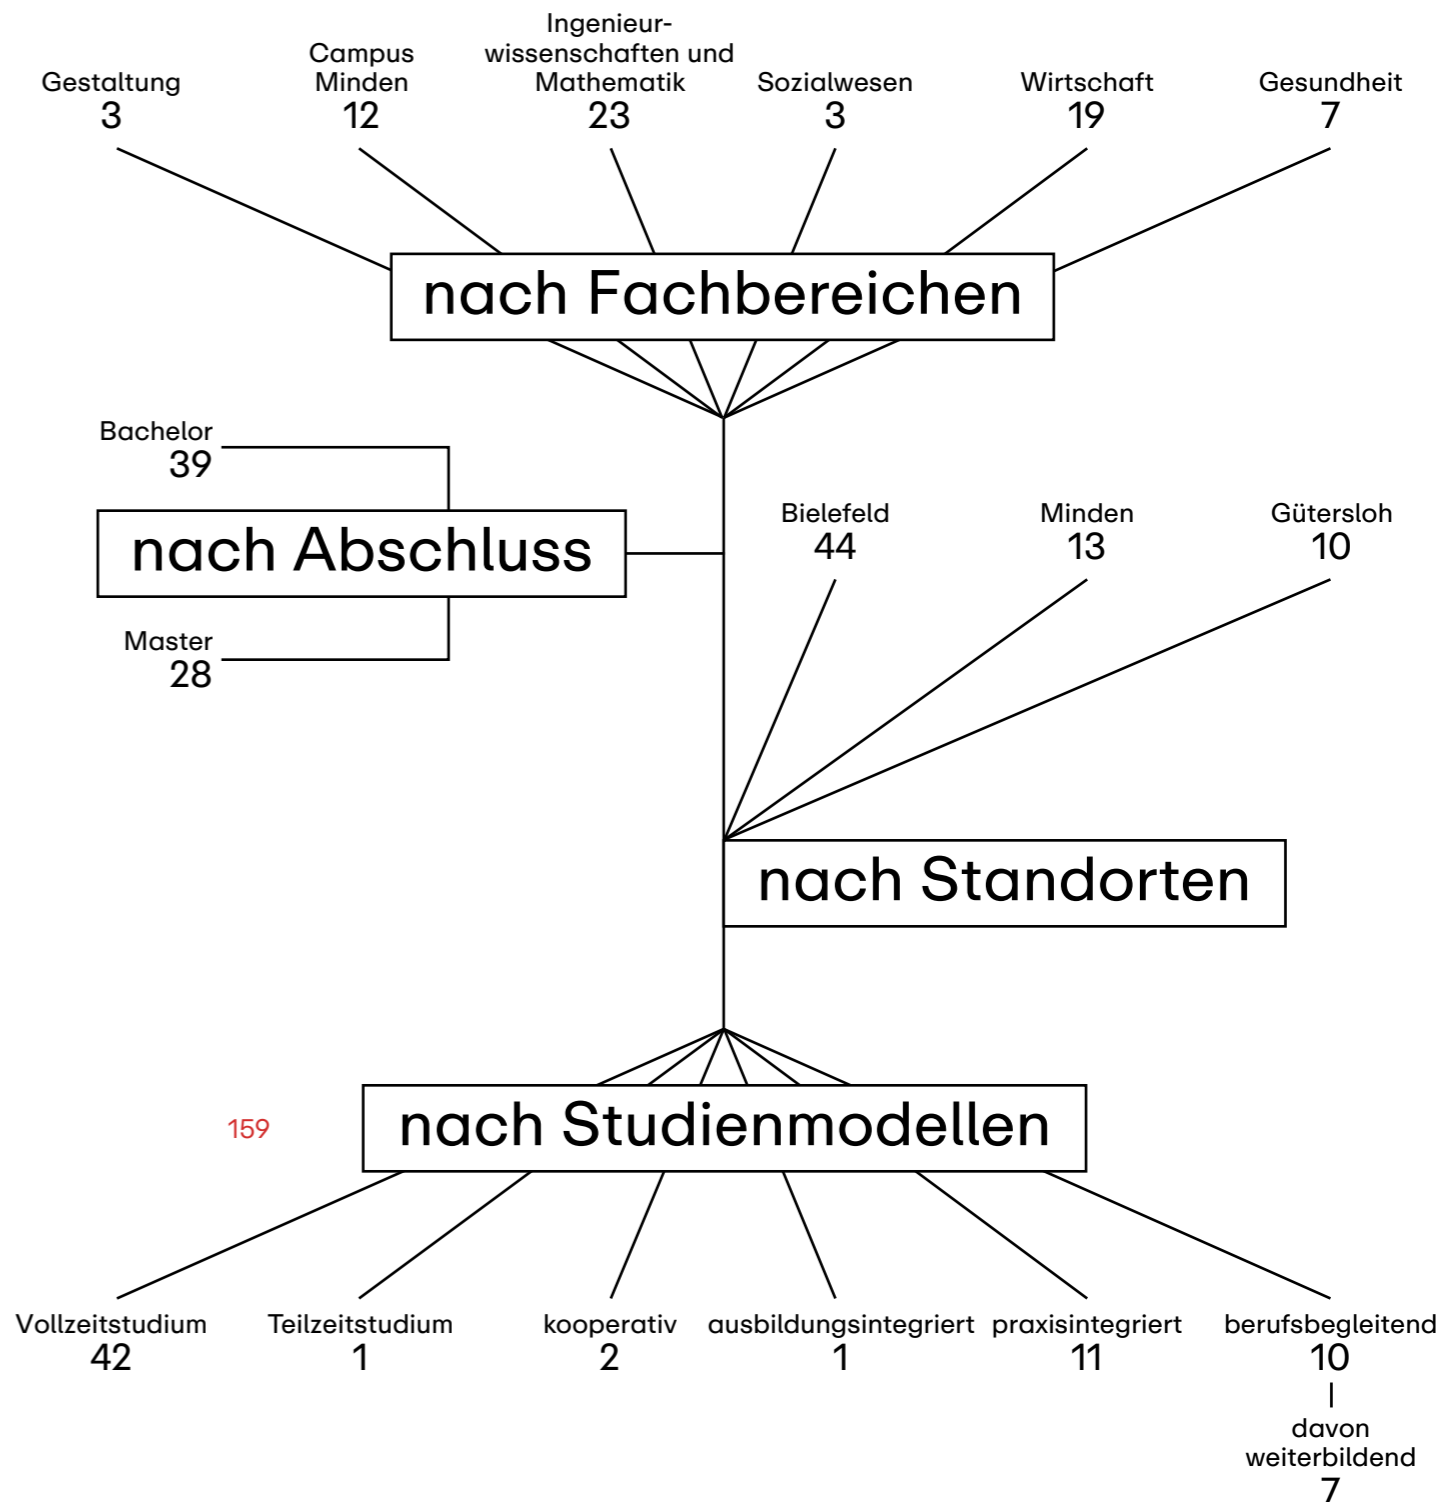 Gestaltung
3
Campus
Minden
12
Ingenieur-
wissenschaften und
Mathematik
23
Sozialwesen
3
Wirtschaft
19
Gesundheit
7
nach Fachbereichen
Bachelor
39
nach Abschluss
Master
28
Bielefeld
44
Minden
13
Gütersloh
10
nach Standorten
159
nach Studienmodellen
Vollzeitstudium
42
Teilzeitstudium
1
kooperativ
2
ausbildungsintegriert
1
praxisintegriert
11
berufsbegleitend
10
davon
weiterbildend
7